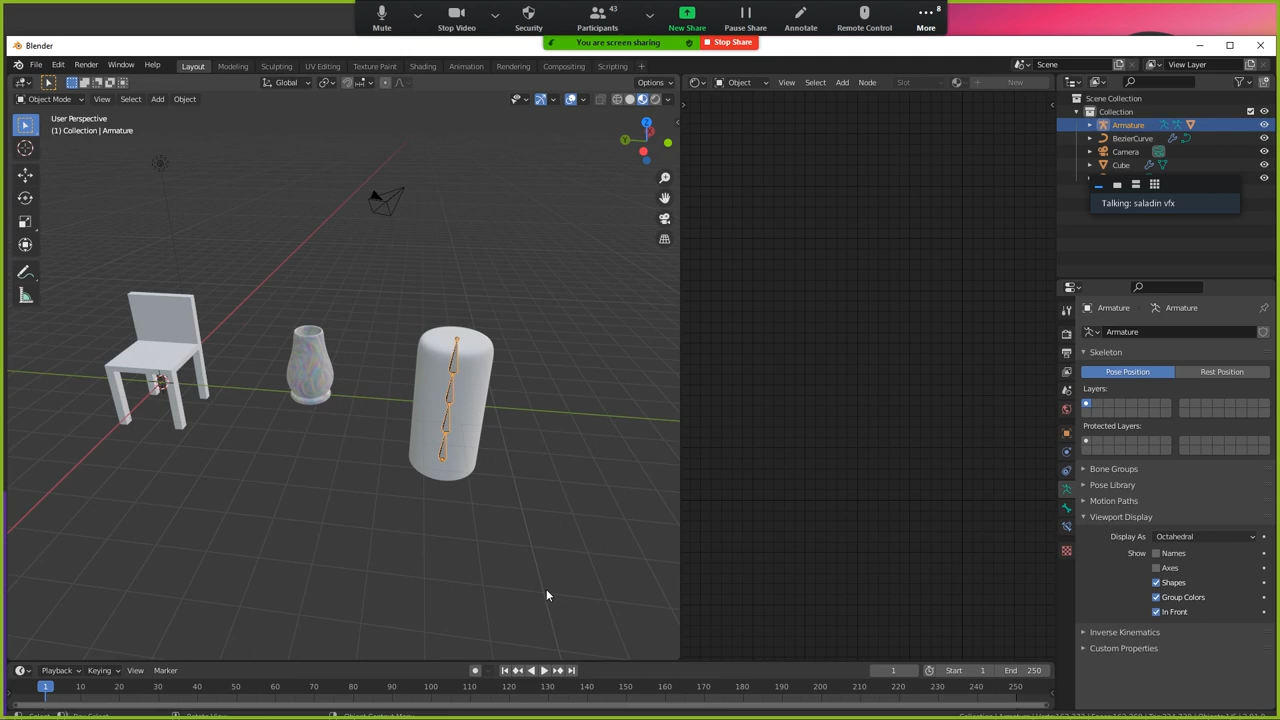 43
8
Mute
Stop Video
Security
Participants
New Share
Pause Share
Annotate
Remote Control
More
You are screen sharing
Stop Share
Blender
File Edit Render Window Help
Layout Modeling Sculpting UV Editing Texture Paint Shading Animation Rendering Compositing Scripting +
Scene
View Layer
Global
Options
Object View Select Add Node Slot New
Object Mode View Select Add Object
User Perspective
(1) Collection | Armature
Z
Y
Scene Collection
Collection
Armature
BezierCurve
Camera
Cube
Talking: saladin vfx
Armature Armature
Armature
Skeleton
Pose Position Rest Position
Layers:
Protected Layers:
Bone Groups
Pose Library
Motion Paths
Viewport Display
Display As Octahedral
Show Names
Axes
Shapes
Group Colors
In Front
Inverse Kinematics
Custom Properties
Playback Keying View Marker
1 Start 1 End 250
1 10 20 30 40 50 60 70 80 90 100 110 120 130 140 150 160 170 180 190 200 210 220 230 240 250